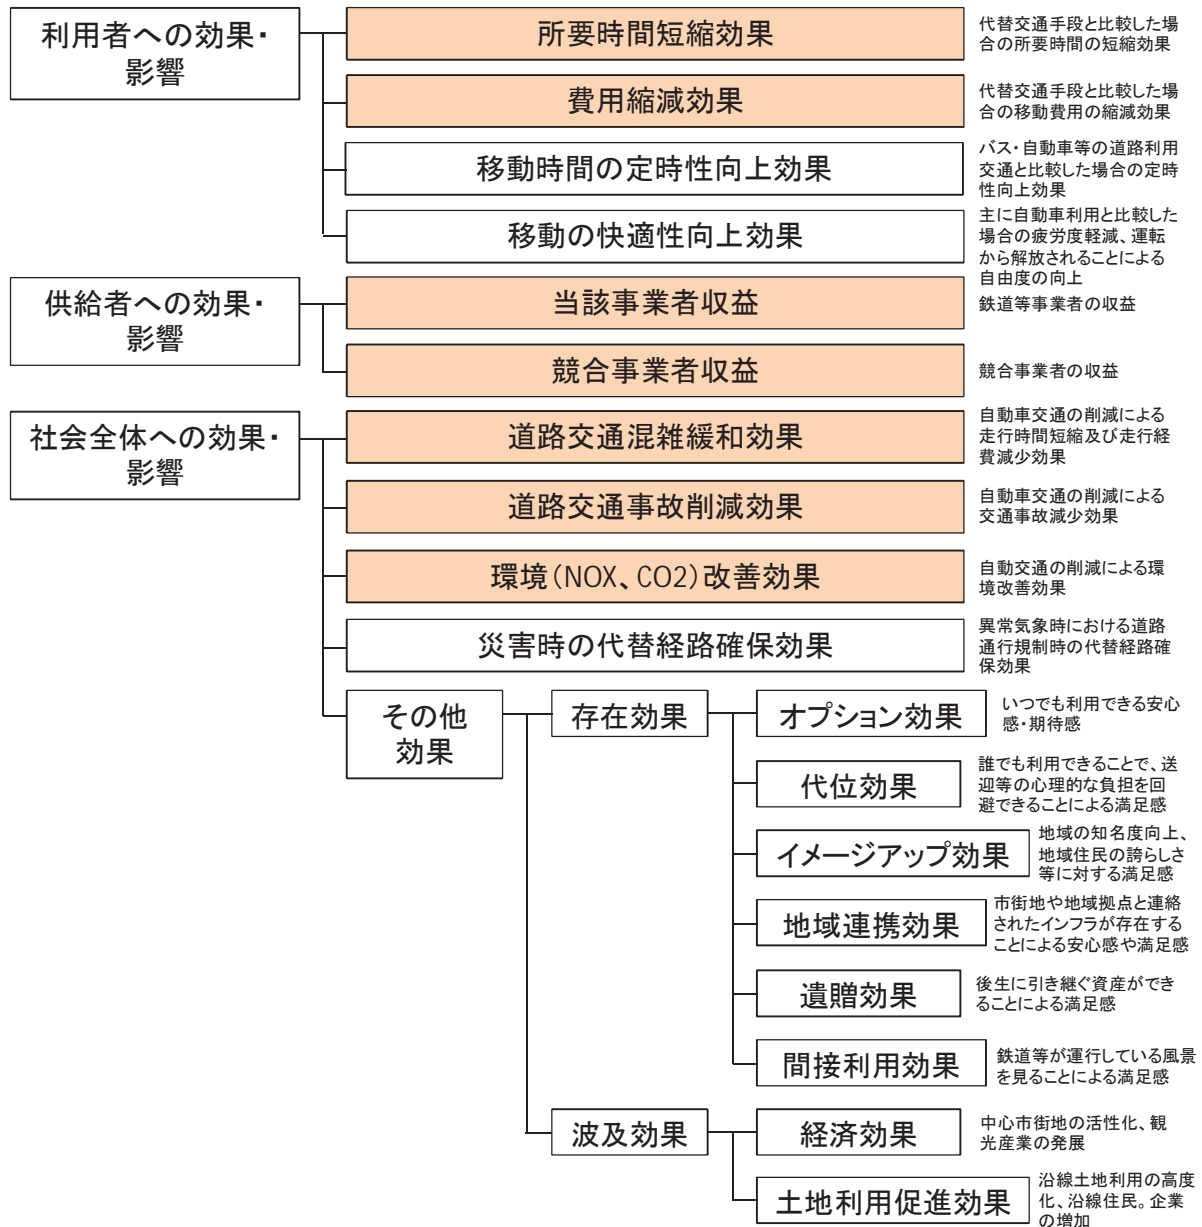 利用者への効果・
影響
所要時間短縮効果
代替交通手段と比較した場
合の所要時間の短縮効果
費用縮減効果
代替交通手段と比較した場
合の移動費用の縮減効果
移動時間の定時性向上効果
バス・自動車等の道路利用
交通と比較した場合の定時
性向上効果
移動の快適性向上効果
主に自動車利用と比較した
場合の疲労度軽減、運転
から解放されることによる
自由度の向上
供給者への効果・
影響
当該事業者収益
鉄道等事業者の収益
競合事業者収益
競合事業者の収益
社会全体への効果・
影響
道路交通混雑緩和効果
自動車交通の削減による
走行時間短縮及び走行経
費減少効果
道路交通事故削減効果
自動車交通の削減による
交通事故減少効果
環境（NOX、CO2）改善効果
自動交通の削減による環
境改善効果
災害時の代替経路確保効果
異常気象時における道路
通行規制時の代替経路確
保効果
その他
効果
存在効果
オプション効果
いつでも利用できる安心
感・期待感
代位効果
誰でも利用できることで、送
迎等の心理的な負担を回
避できることによる満足感
イメージアップ効果
地域の知名度向上、
地域住民の誇らしさ
等に対する満足感
地域連携効果
市街地や地域拠点と連絡
されたインフラが存在する
ことによる安心感や満足感
遺贈効果
後生に引き継ぐ資産ができ
ることによる満足感
間接利用効果
鉄道等が運行している風景
を見ることによる満足感
波及効果
経済効果
中心市街地の活性化、観
光産業の発展
土地利用促進効果
沿線土地利用の高度
化、沿線住民。企業
の増加